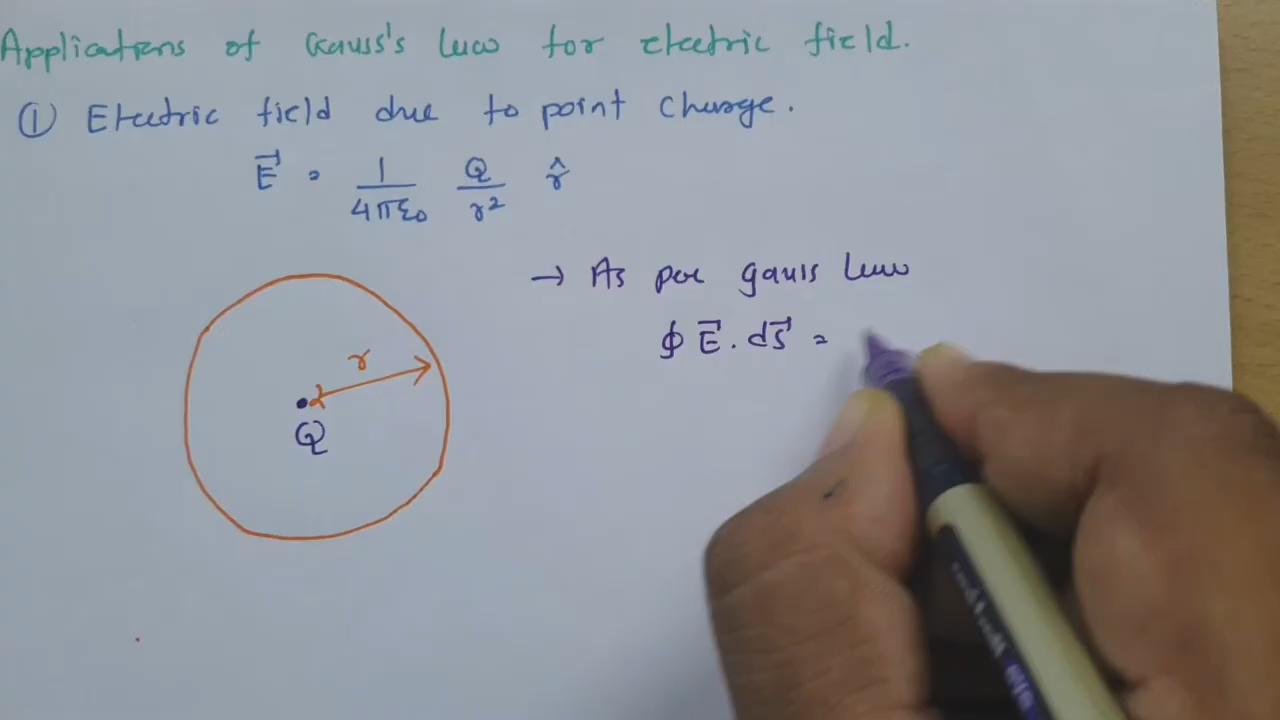 Applications of Gauss's Law for electric field.
① Electric field due to point Charge.
E⃗ = 1/4πε₀ Q/r² r̂
r
Q
→ As per gauss Law
∮ E⃗ . dS⃗ =